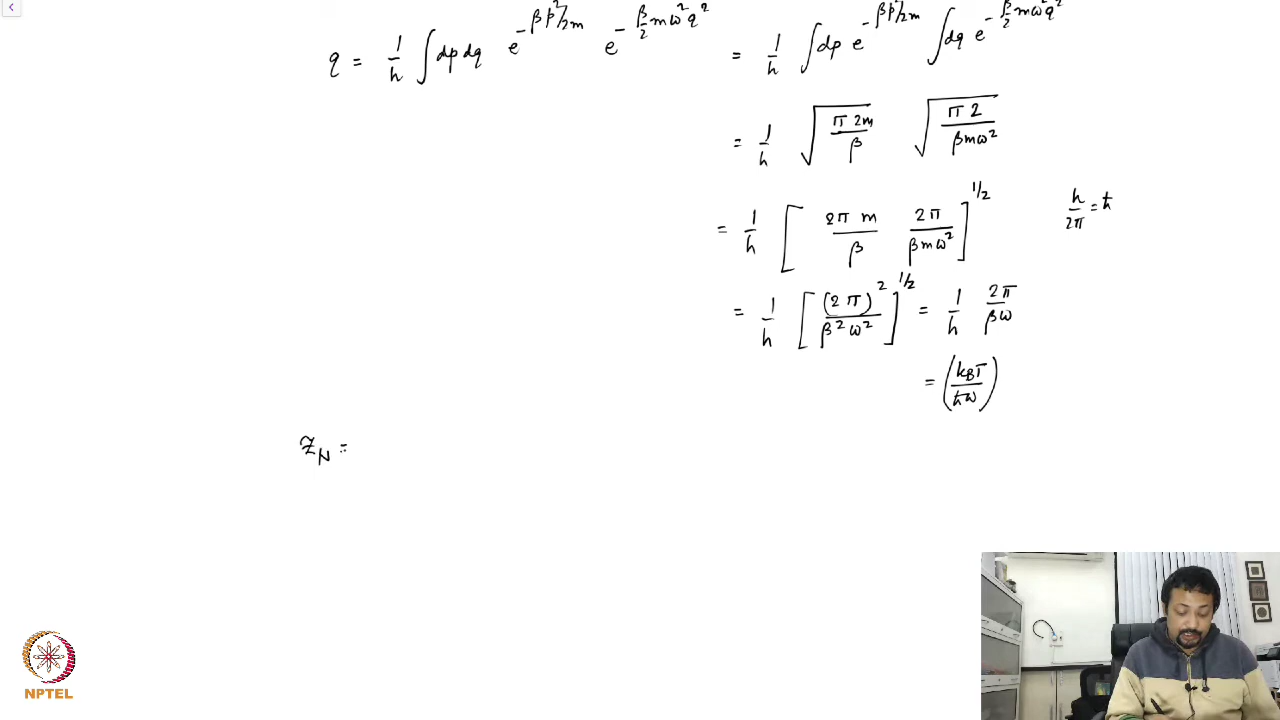 q = 1/h ∫ dp dq e^{-βp²/2m} e^{-β/2 mω²q²} = 1/h ∫ dp e^{-βp²/2m} ∫ dq e^{-β/2 mω²q²}
= 1/h √(π 2m/β) √(π 2/βmω²)
= 1/h [2π m/β 2π/βmω²]^{1/2} h/2π = ħ
= 1/h [(2π)²/β²ω²]^{1/2} = 1/h 2π/βω
= (k_BT/ħω)
Z_N =
NPTEL